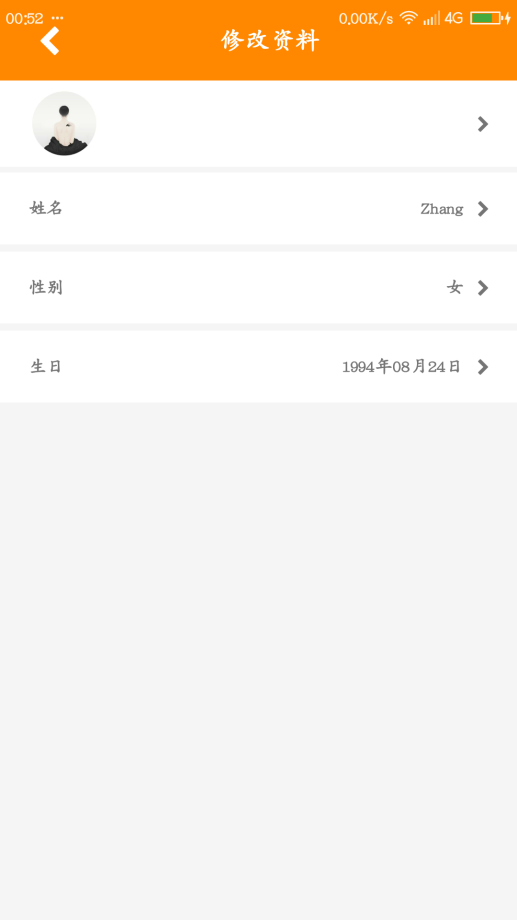 00:52 ... 0.00K/s 4G
修改资料
姓名 Zhang
性别 女
生日 1994年08月24日